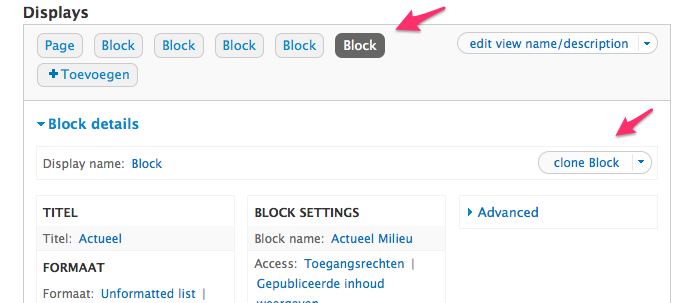 Displays
Page Block Block Block Block Block edit view name/description
+Toevoegen
Block details
Display name: Block clone Block
TITEL
Titel: Actueel
FORMAAT
Formaat: Unformatted list |
BLOCK SETTINGS
Block name: Actueel Milieu
Access: Toegangsrechten |
Gepubliceerde inhoud
weergeven
Advanced